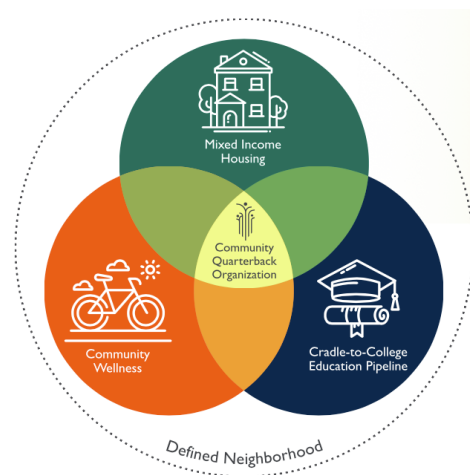 Mixed Income
Housing
Community
Quarterback
Organization
Community
Wellness
Cradle-to-College
Education Pipeline
Defined Neighborhood